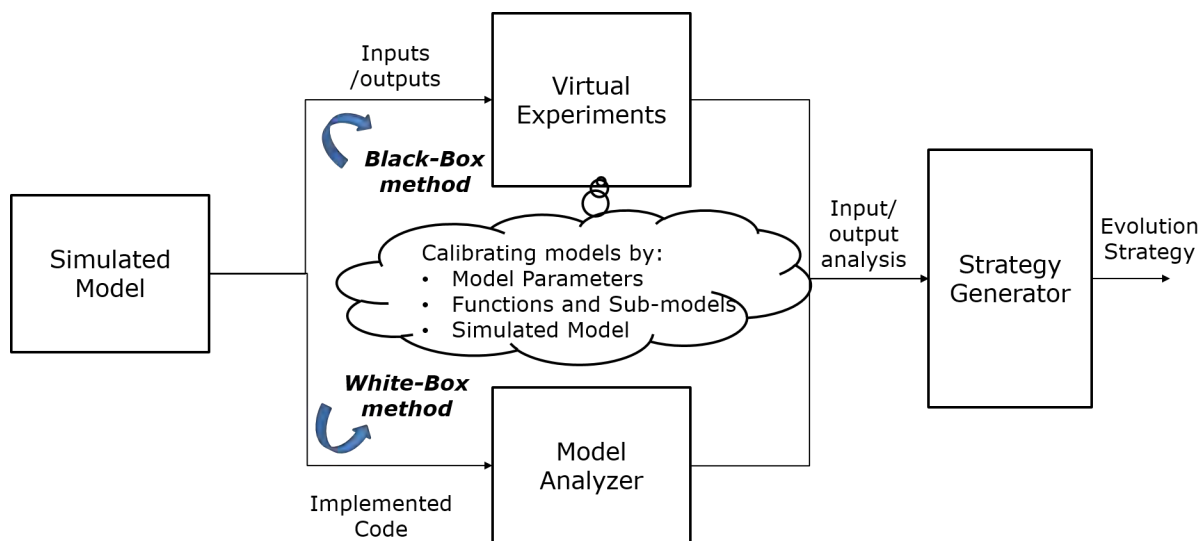 Simulated
Model
Inputs
/outputs
Black-Box
method
Virtual
Experiments
Calibrating models by:
• Model Parameters
• Functions and Sub-models
• Simulated Model
White-Box
method
Implemented
Code
Model
Analyzer
Input/
output
analysis
Strategy
Generator
Evolution
Strategy